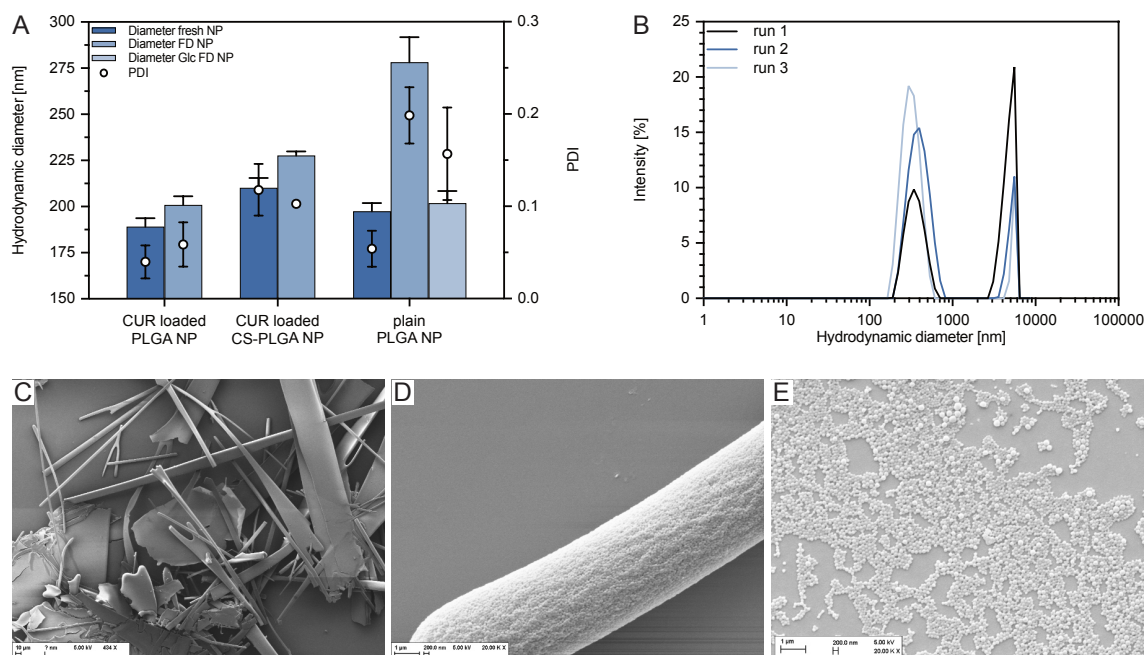 A
Hydrodynamic diameter [nm]
300
275
250
225
200
175
150
Diameter fresh NP
Diameter FD NP
Diameter Glc FD NP
PDI
0.3
0.2
0.1
0.0
PDI
CUR loaded
PLGA NP
CUR loaded
CS-PLGA NP
plain
PLGA NP
B
Intensity [%]
25
20
15
10
5
0
run 1
run 2
run 3
1
10
100
1000
10000
100000
Hydrodynamic diameter [nm]
C
10 µm ? nm 5.00 kV 434 X
D
1 µm 200.0 nm 5.00 kV 20.00 K X
E
1 µm 200.0 nm 5.00 kV
20.00 K X